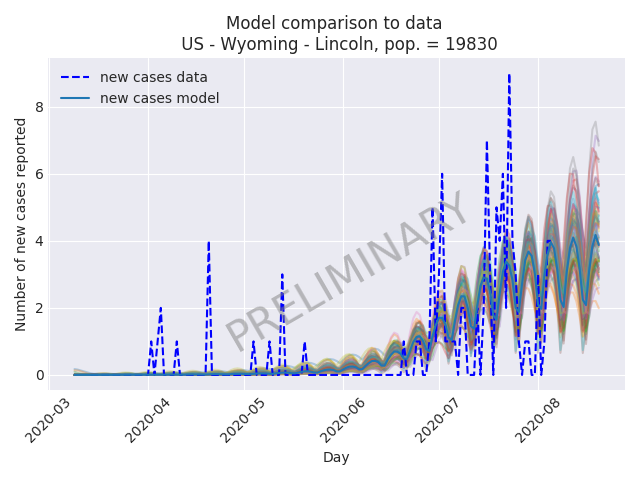 Model comparison to data
US - Wyoming - Lincoln, pop. = 19830
new cases data
new cases model
PRELIMINARY
Number of new cases reported
8
6
4
2
0
2020-03
2020-04
2020-05
2020-06
2020-07
2020-08
Day